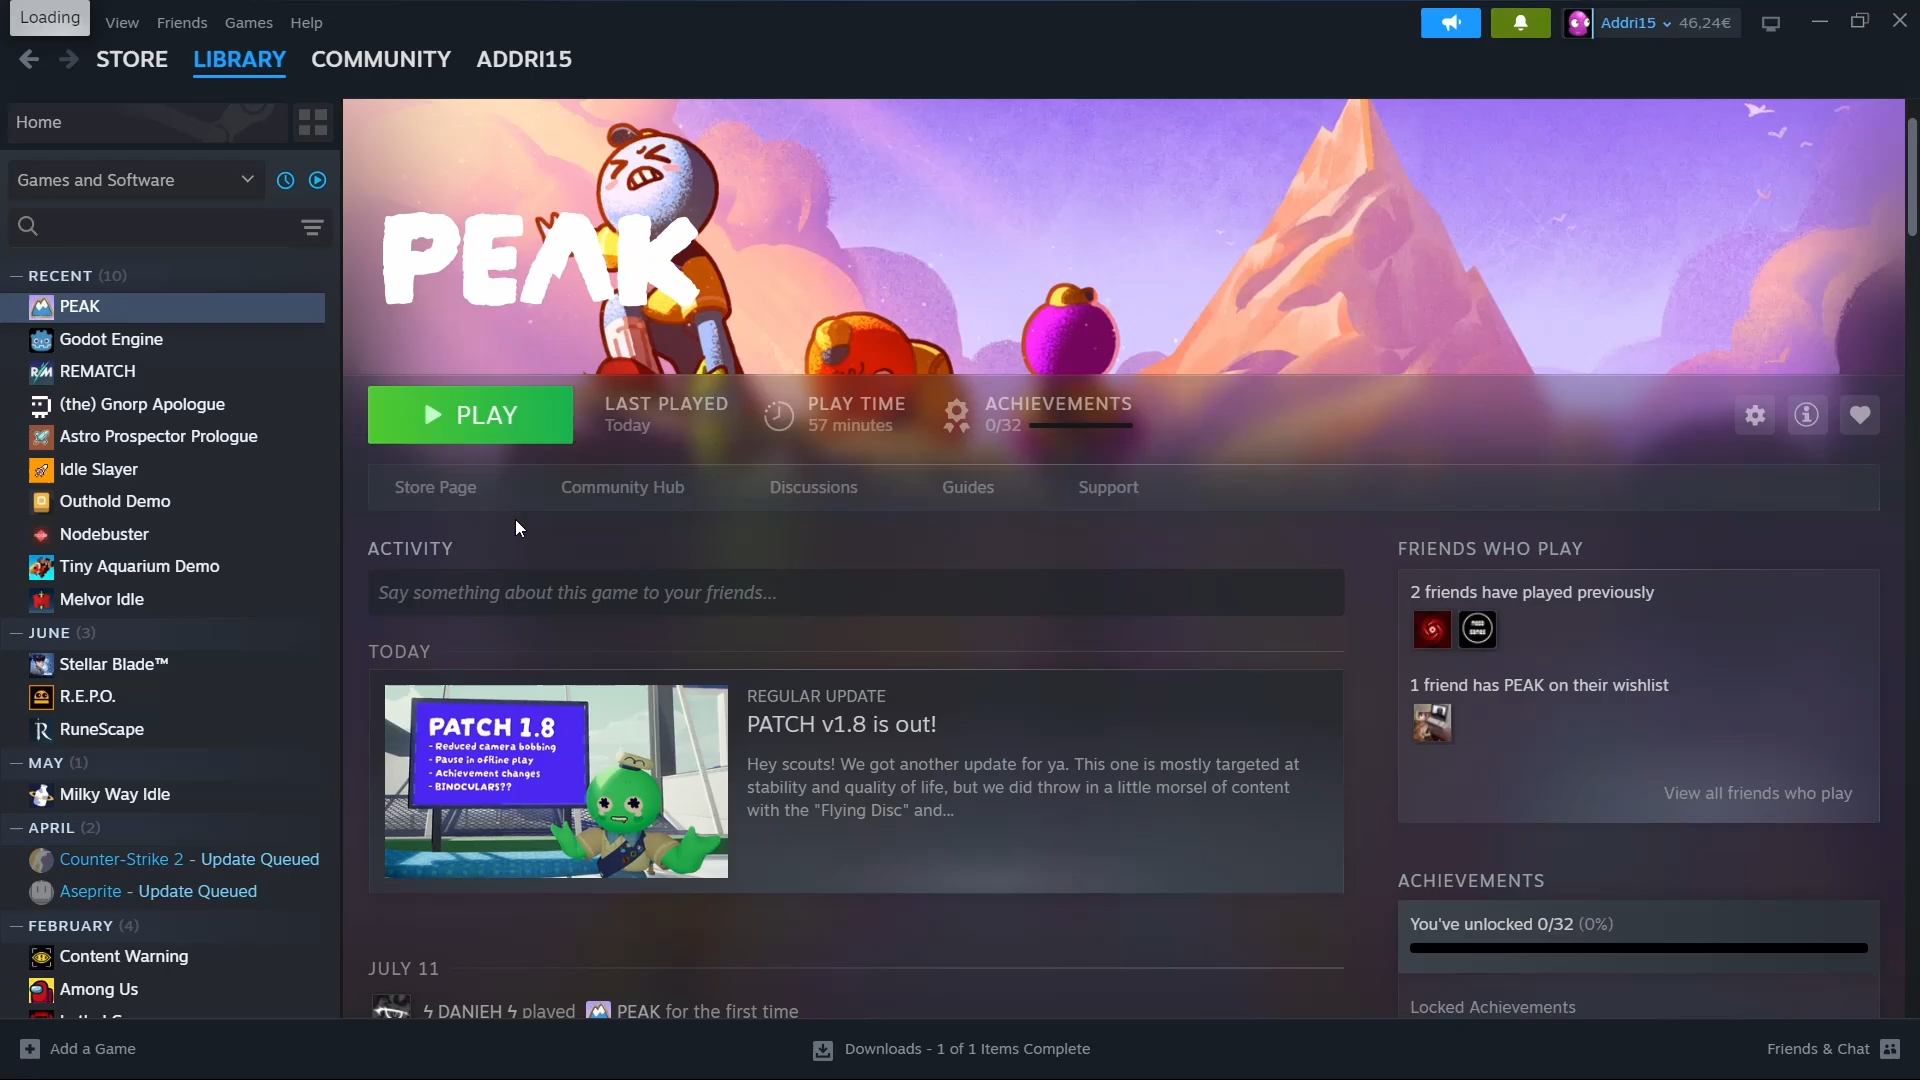 Loading
View
Friends
Games
Help
Addri15
46,24€
STORE
LIBRARY
COMMUNITY
ADDRI15
Home
Games and Software
RECENT (10)
PEAK
Godot Engine
REMATCH
(the) Gnorp Apologue
Astro Prospector Prologue
Idle Slayer
Outhold Demo
Nodebuster
Tiny Aquarium Demo
Melvor Idle
JUNE (3)
Stellar Blade™
R.E.P.O.
RuneScape
MAY (1)
Milky Way Idle
APRIL (2)
Counter-Strike 2 - Update Queued
Aseprite - Update Queued
FEBRUARY (4)
Content Warning
Among Us
PEAK
PLAY
LAST PLAYED
Today
PLAY TIME
57 minutes
ACHIEVEMENTS
0/32
Store Page
Community Hub
Discussions
Guides
Support
ACTIVITY
Say something about this game to your friends...
TODAY
PATCH 1.8
- Reduced camera bobbing
- Pause in offline play
- Achievement changes
- BINOCULARS??
REGULAR UPDATE
PATCH v1.8 is out!
Hey scouts! We got another update for ya. This one is mostly targeted at
stability and quality of life, but we did throw in a little morsel of content
with the "Flying Disc" and...
JULY 11
ϟ DANIEH ϟ played PEAK for the first time
FRIENDS WHO PLAY
2 friends have played previously
1 friend has PEAK on their wishlist
View all friends who play
ACHIEVEMENTS
You've unlocked 0/32 (0%)
Locked Achievements
Add a Game
Downloads - 1 of 1 Items Complete
Friends & Chat